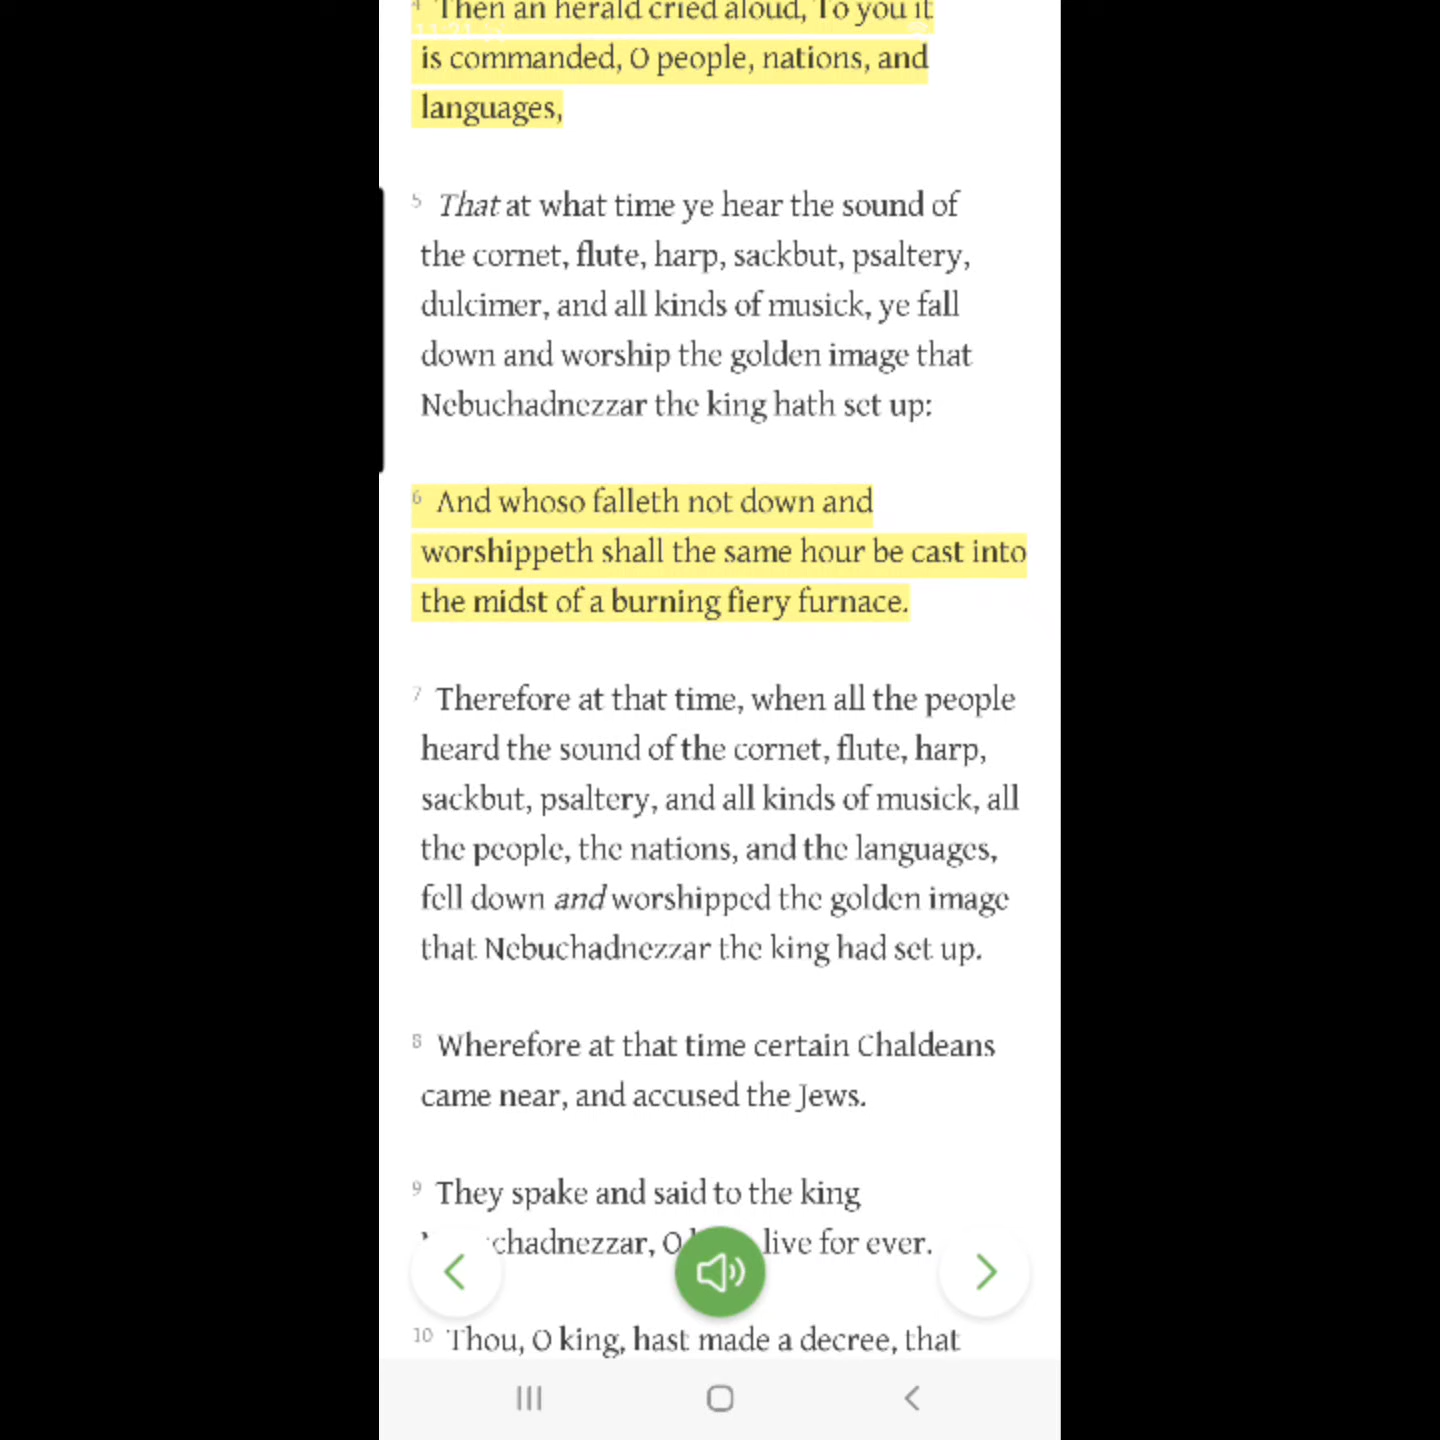 4 Then an herald cried aloud, To you it
is commanded, O people, nations, and
languages,
5 That at what time ye hear the sound of
the cornet, flute, harp, sackbut, psaltery,
dulcimer, and all kinds of musick, ye fall
down and worship the golden image that
Nebuchadnezzar the king hath set up:
6 And whoso falleth not down and
worshippeth shall the same hour be cast into
the midst of a burning fiery furnace.
7 Therefore at that time, when all the people
heard the sound of the cornet, flute, harp,
sackbut, psaltery, and all kinds of musick, all
the people, the nations, and the languages,
fell down and worshipped the golden image
that Nebuchadnezzar the king had set up.
8 Wherefore at that time certain Chaldeans
came near, and accused the Jews.
9 They spake and said to the king
chadnezzar, O live for ever.
10 Thou, O king, hast made a decree, that